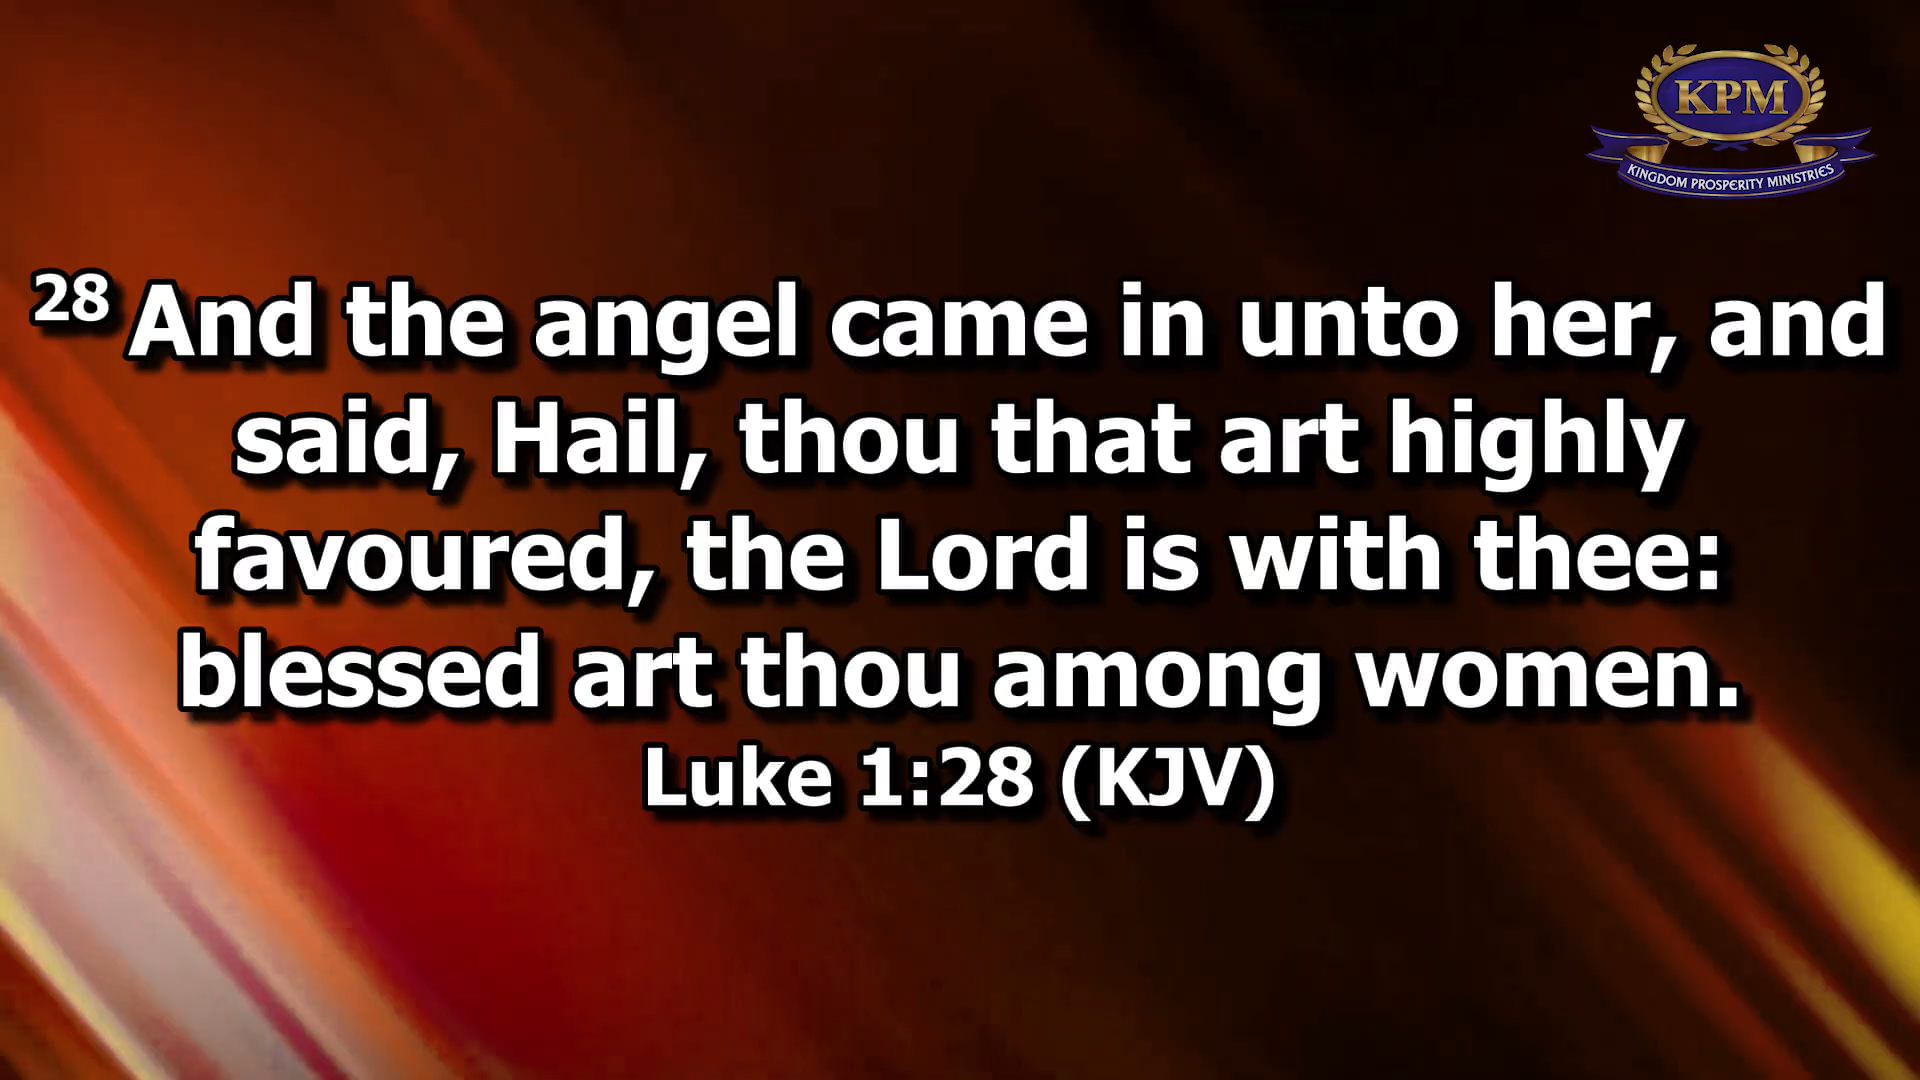 KPM
KINGDOM PROSPERITY MINISTRIES
28 And the angel came in unto her, and
said, Hail, thou that art highly
favoured, the Lord is with thee:
blessed art thou among women.
Luke 1:28 (KJV)